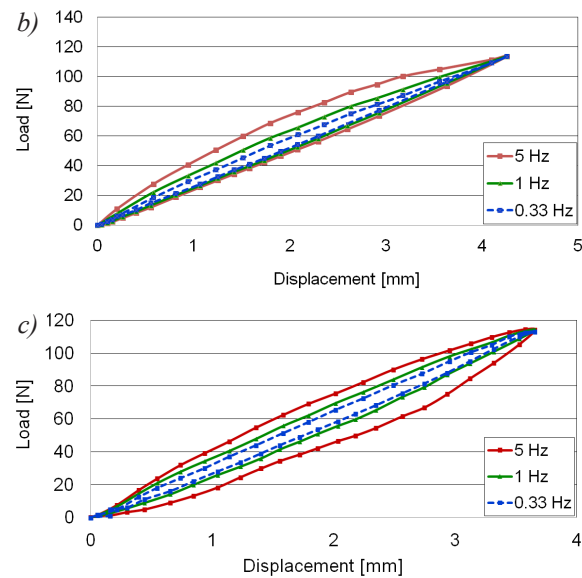 b)
140
120
100
80
60
40
20
0
Load [N]
5 Hz
1 Hz
0.33 Hz
0 1 2 3 4 5
Displacement [mm]
c)
120
100
80
60
40
20
0
Load [N]
5 Hz
1 Hz
0.33 Hz
0 1 2 3 4
Displacement [mm]